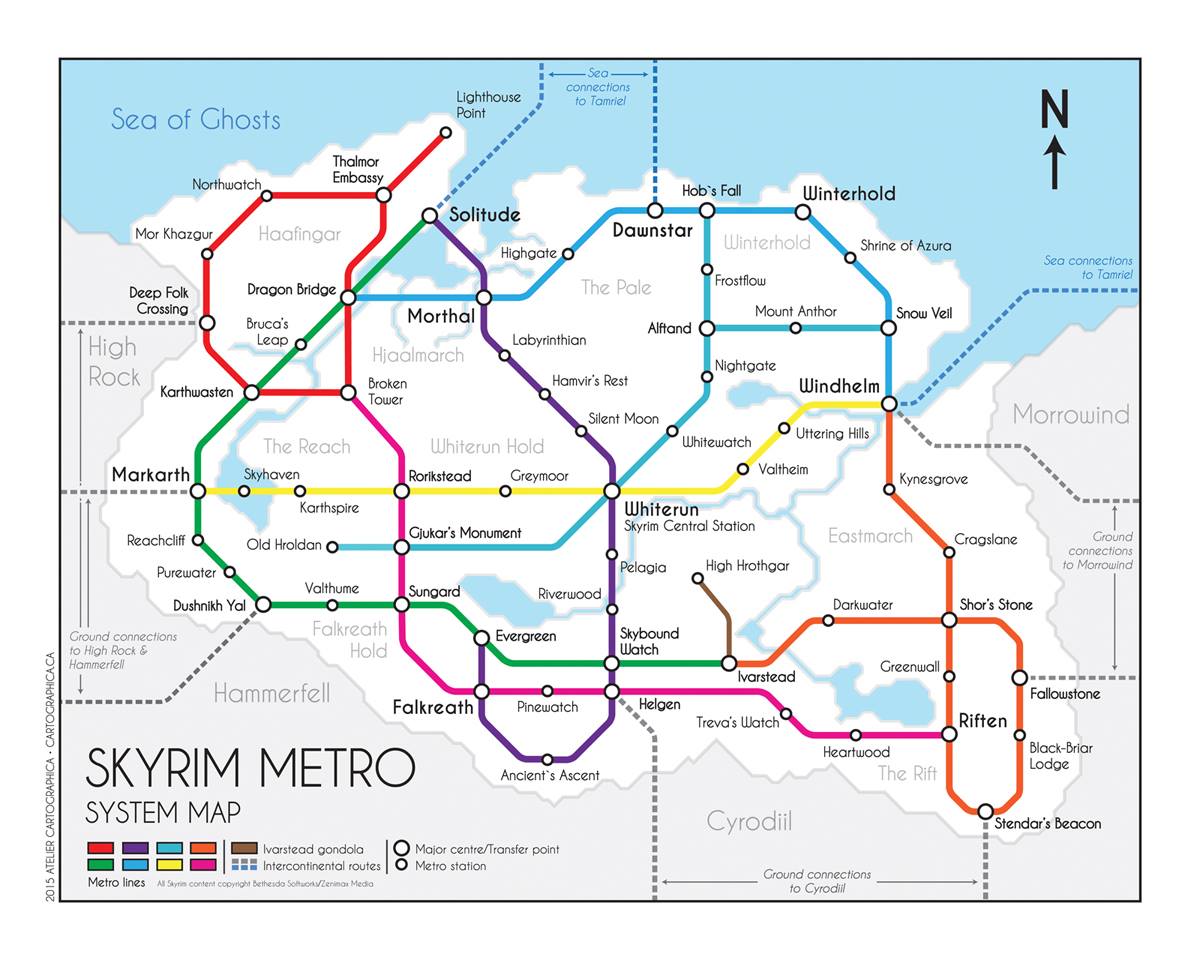 Sea of Ghosts
Sea
connections
to Tamriel
N
Lighthouse
Point
Thalmor
Embassy
Northwatch
Hob`s Fall
Winterhold
Solitude
Dawnstar
Mor Khazgur
Haafingar
Highgate
Winterhold
Shrine of Azura
Sea connections
to Tamriel
Deep Folk
Crossing
Dragon Bridge
Morthal
The Pale
Frostflow
Mount Anthor
Snow Veil
Bruca's
Leap
Alftand
High
Rock
Hjaalmarch
Labyrinthian
Nightgate
Karthwasten
Broken
Tower
Hamvir's Rest
Windhelm
Morrowind
Silent Moon
Whitewatch
Uttering Hills
The Reach
Whiterun Hold
Valtheim
Markarth
Skyhaven
Karthspire
Rorikstead
Greymoor
Kynesgrove
Whiterun
Skyrim Central Station
Reachcliff
Old Hroldan
Gjukar's Monument
Eastmarch
Cragslane
Ground
connections
to Morrowind
Purewater
Pelagia
High Hrothgar
Dushnikh Yal
Valthume
Sungard
Riverwood
Darkwater
Shor's Stone
Ground connections
to High Rock &
Hammerfell
Falkreath
Hold
Evergreen
Skybound
Watch
Ivarstead
Greenwall
Fallowstone
Hammerfell
Falkreath
Pinewatch
Helgen
Treva's Watch
Riften
Heartwood
Black-Briar
Lodge
The Rift
Ancient`s Ascent
Cyrodiil
Stendar's Beacon
Ground connections
to Cyrodiil
SKYRIM METRO
SYSTEM MAP
Ivarstead gondola
Intercontinental routes
Major centre/Transfer point
Metro station
Metro lines
All Skyrim content copyright Bethesda Softworks/Zenimax Media
2015 ATELIER CARTOGRAPHICA • CARTOGRAPHICA.CA